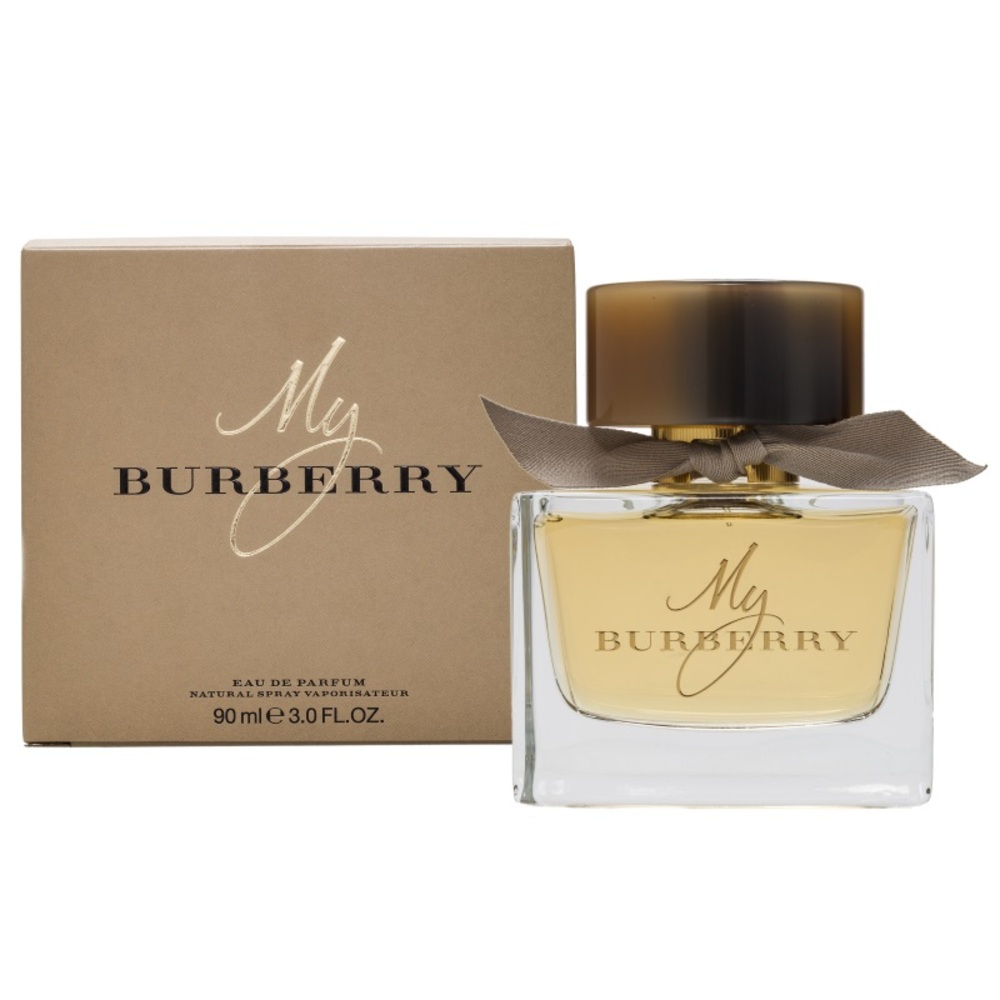 My
BURBERRY
EAU DE PARFUM
NATURAL SPRAY VAPORISATEUR
90 ml ℮ 3.0 FL.OZ.
My
BURBERRY